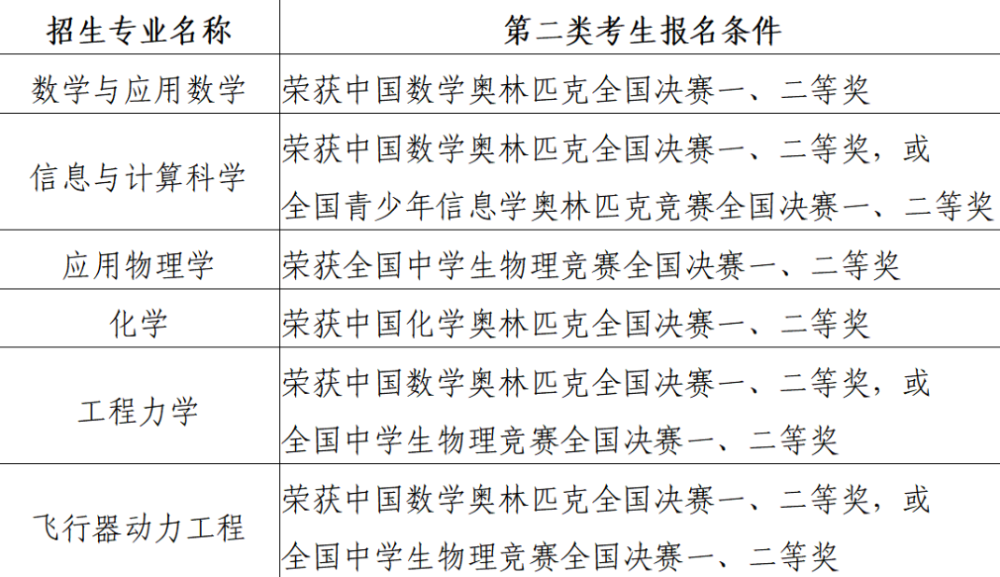 招生专业名称 第二类考生报名条件
数学与应用数学 荣获中国数学奥林匹克全国决赛一、二等奖
信息与计算科学 荣获中国数学奥林匹克全国决赛一、二等奖，或
全国青少年信息学奥林匹克竞赛全国决赛一、二等奖
应用物理学 荣获全国中学生物理竞赛全国决赛一、二等奖
化学 荣获中国化学奥林匹克全国决赛一、二等奖
工程力学 荣获中国数学奥林匹克全国决赛一、二等奖，或
全国中学生物理竞赛全国决赛一、二等奖
飞行器动力工程 荣获中国数学奥林匹克全国决赛一、二等奖，或
全国中学生物理竞赛全国决赛一、二等奖